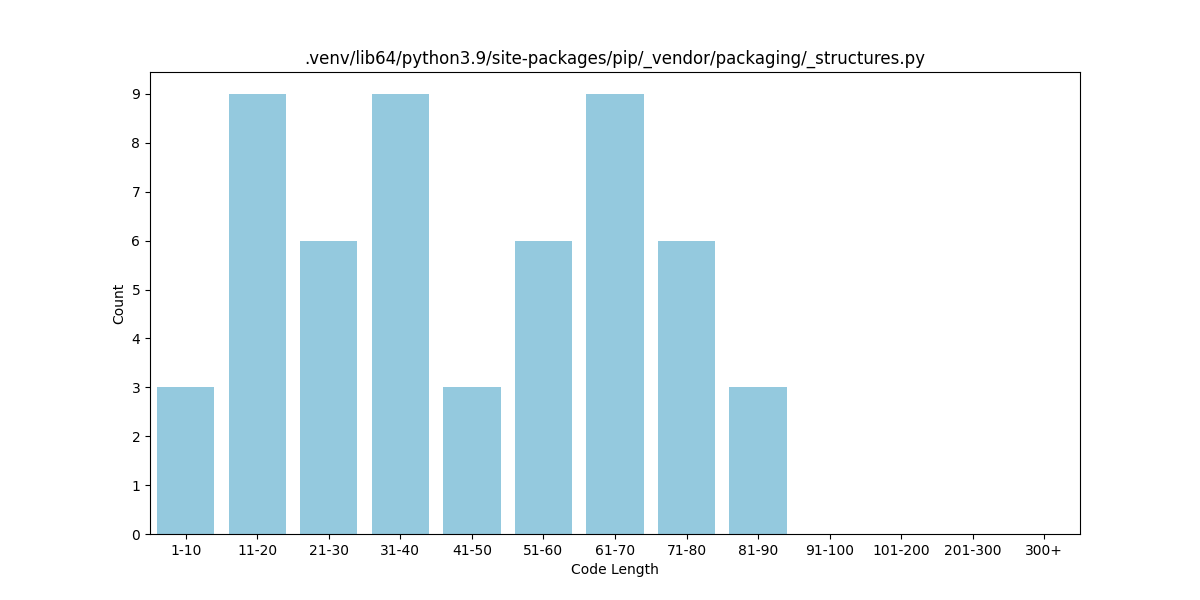 .venv/lib64/python3.9/site-packages/pip/_vendor/packaging/_structures.py
9
8
7
6
5
4
3
2
1
0
Count
1-10 11-20 21-30 31-40 41-50 51-60 61-70 71-80 81-90 91-100 101-200 201-300 300+
Code Length